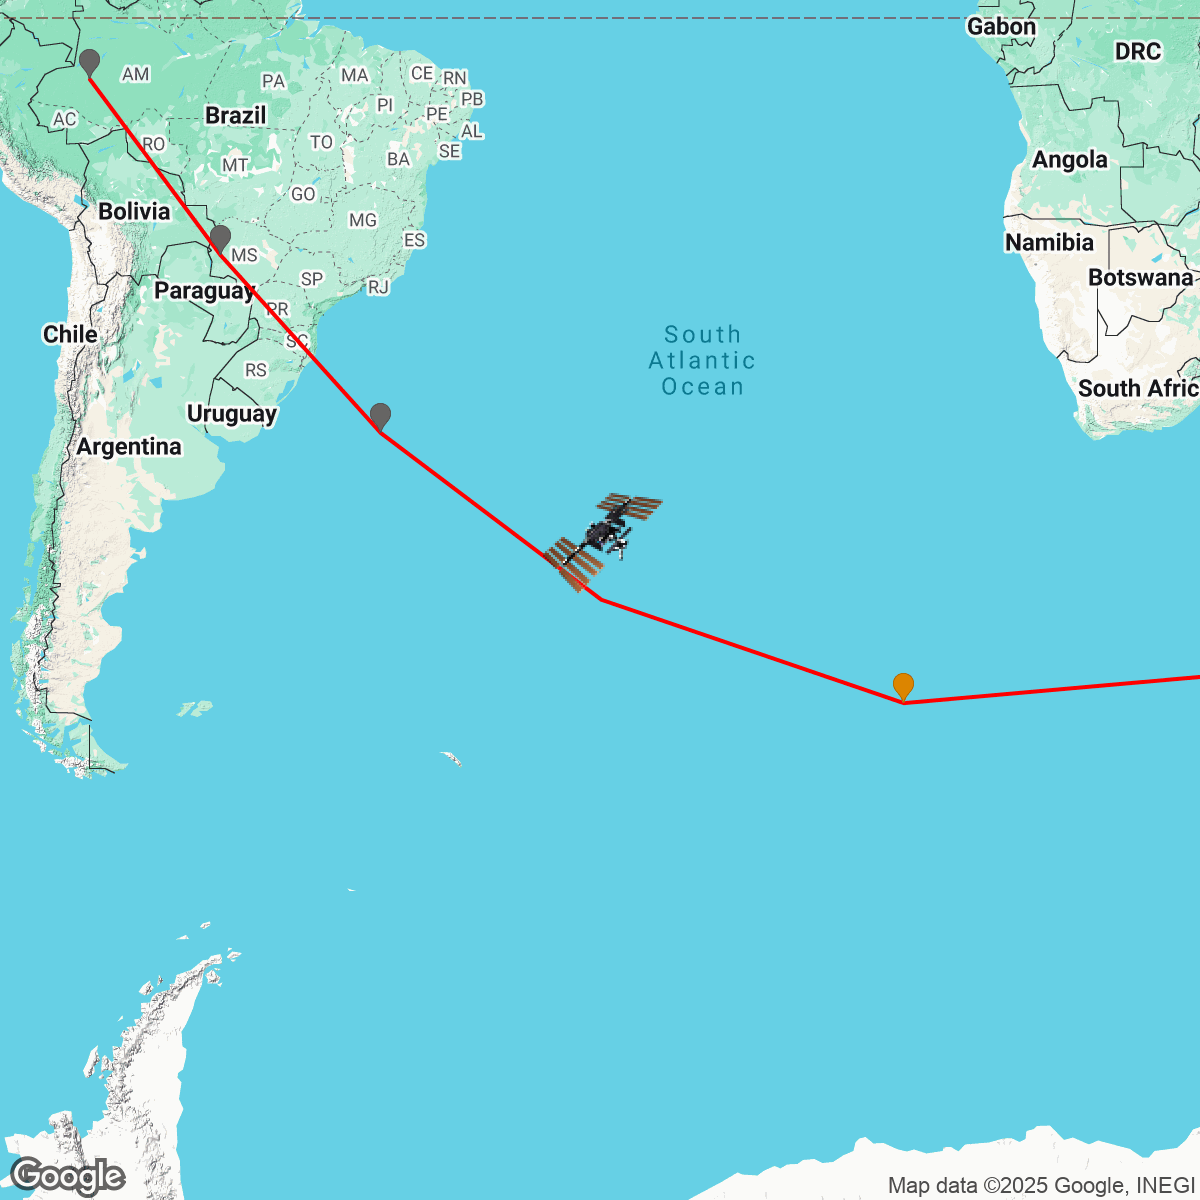 Gabon
DRC
AM
PA
MA
CE
RN
PB
PI
PE
AL
AC
Brazil
RO
TO
SE
BA
MT
Angola
GO
Bolivia
MG
ES
Namibia
MS
SP
Botswana
Paraguay
RJ
PR
Chile
SC
South
Atlantic
Ocean
RS
South Afric
Uruguay
Argentina
Google
Map data ©2025 Google, INEGI